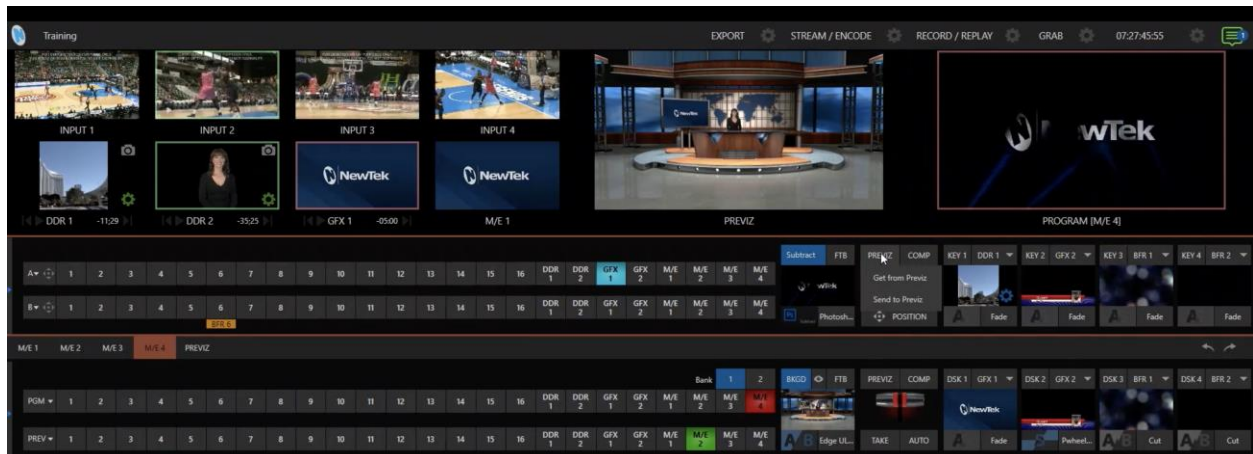 Training EXPORT STREAM / ENCODE RECORD / REPLAY GRAB 07:27:45:55 1
INPUT 1 INPUT 2 INPUT 3 INPUT 4
NewTek NewTek NewTek
DDR 1 -11;29 DDR 2 -35;25 GFX 1 -05:00 M/E 1 PREVIZ PROGRAM [M/E 4]
Subtract FTB PREVIZ COMP KEY 1 DDR 1 KEY 2 GFX 2 KEY 3 BFR 1 KEY 4 BFR 2
A 1 2 3 4 5 6 7 8 9 10 11 12 13 14 15 16 DDR 1 DDR 2 GFX 1 GFX 2 M/E 1 M/E 2 M/E 3 M/E 4
Get from Previz
Send to Previz
B 1 2 3 4 5 6 7 8 9 10 11 12 13 14 15 16 DDR 1 DDR 2 GFX 1 GFX 2 M/E 1 M/E 2 M/E 3 M/E 4
Ps Photosh... POSITION A Fade A Fade A Fade A Fade
BFR 6
M/E 1 M/E 2 M/E 3 M/E 4 PREVIZ
Bank 1 2 BKGD FTB PREVIZ COMP DSK 1 GFX 1 DSK 2 GFX 2 DSK 3 BFR 1 DSK 4 BFR 2
PGM 1 2 3 4 5 6 7 8 9 10 11 12 13 14 15 16 DDR 1 DDR 2 GFX 1 GFX 2 M/E 1 M/E 2 M/E 3 M/E 4
NewTek
PREV 1 2 3 4 5 6 7 8 9 10 11 12 13 14 15 16 DDR 1 DDR 2 GFX 1 GFX 2 M/E 1 M/E 2 M/E 3 M/E 4
A/B Edge UL... TAKE AUTO A Fade Pwheel... A/B Cut A/B Cut